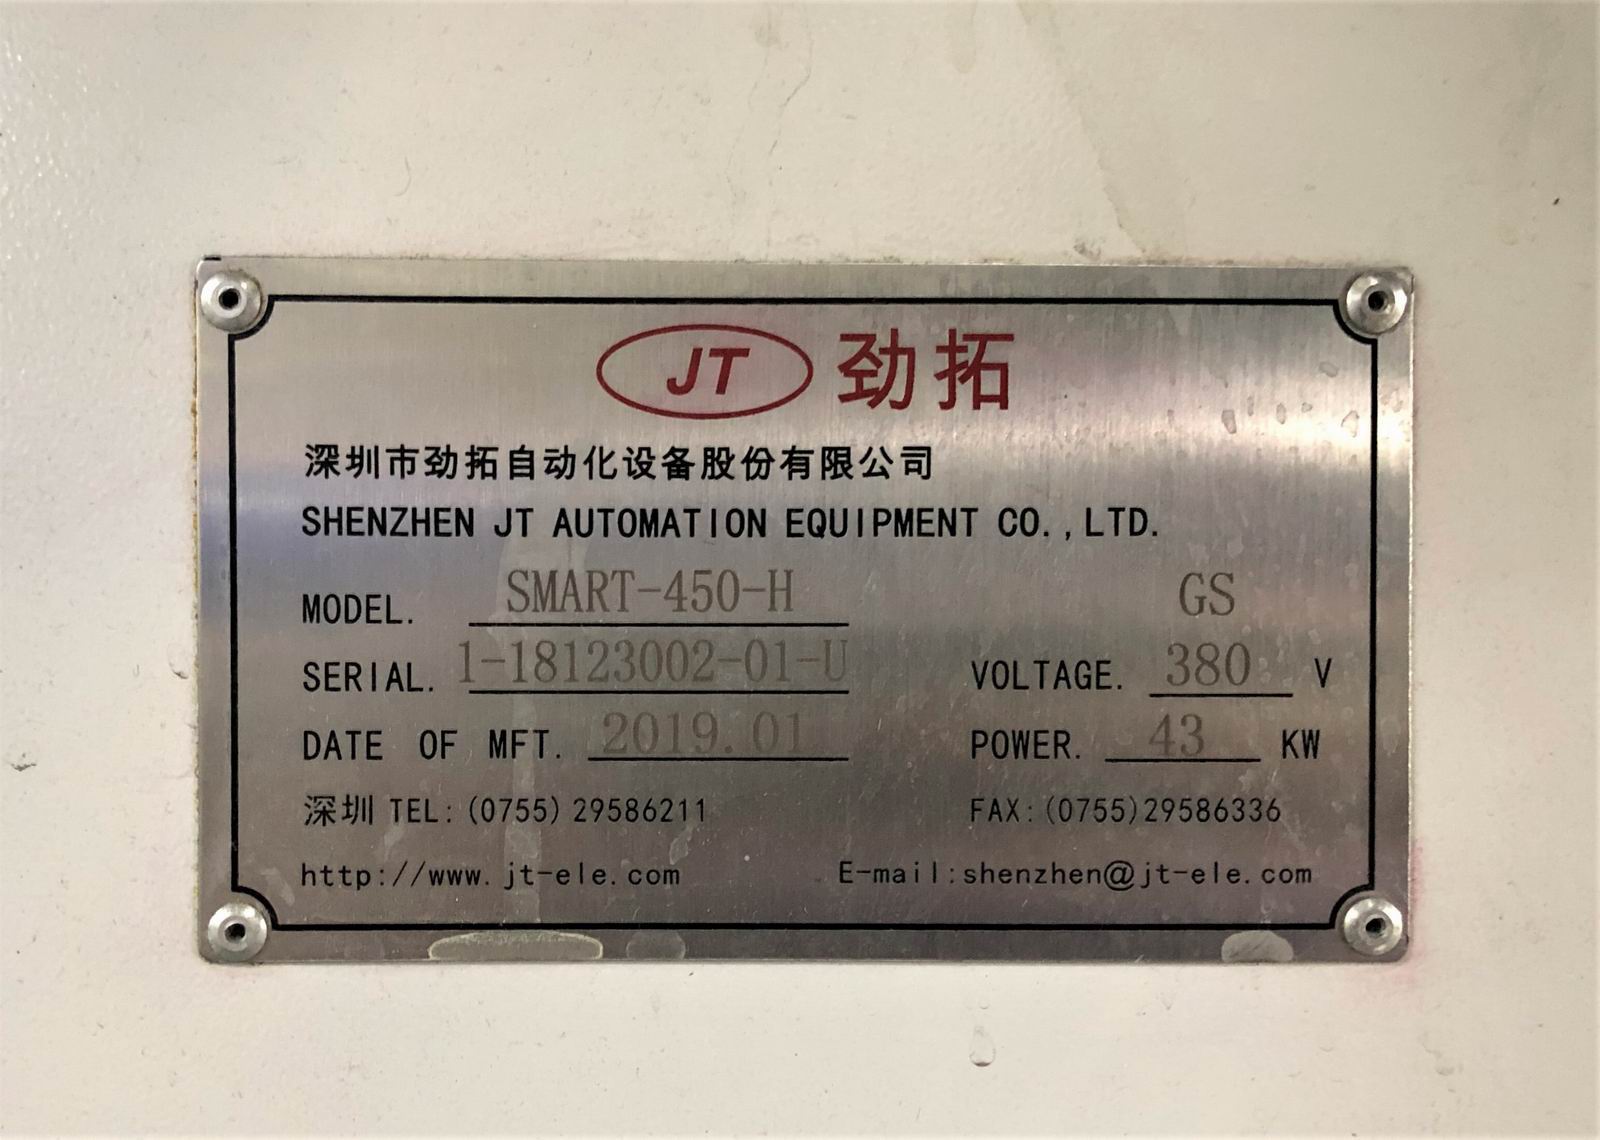 JT 劲拓
深圳市劲拓自动化设备股份有限公司
SHENZHEN JT AUTOMATION EQUIPMENT CO.,LTD.
MODEL. SMART-450-H GS
SERIAL. 1-18123002-01-U VOLTAGE. 380 V
DATE OF MFT. 2019.01 POWER. 43 KW
深圳 TEL:(0755)29586211 FAX:(0755)29586336
http://www.jt-ele.com E-mail:shenzhen@jt-ele.com